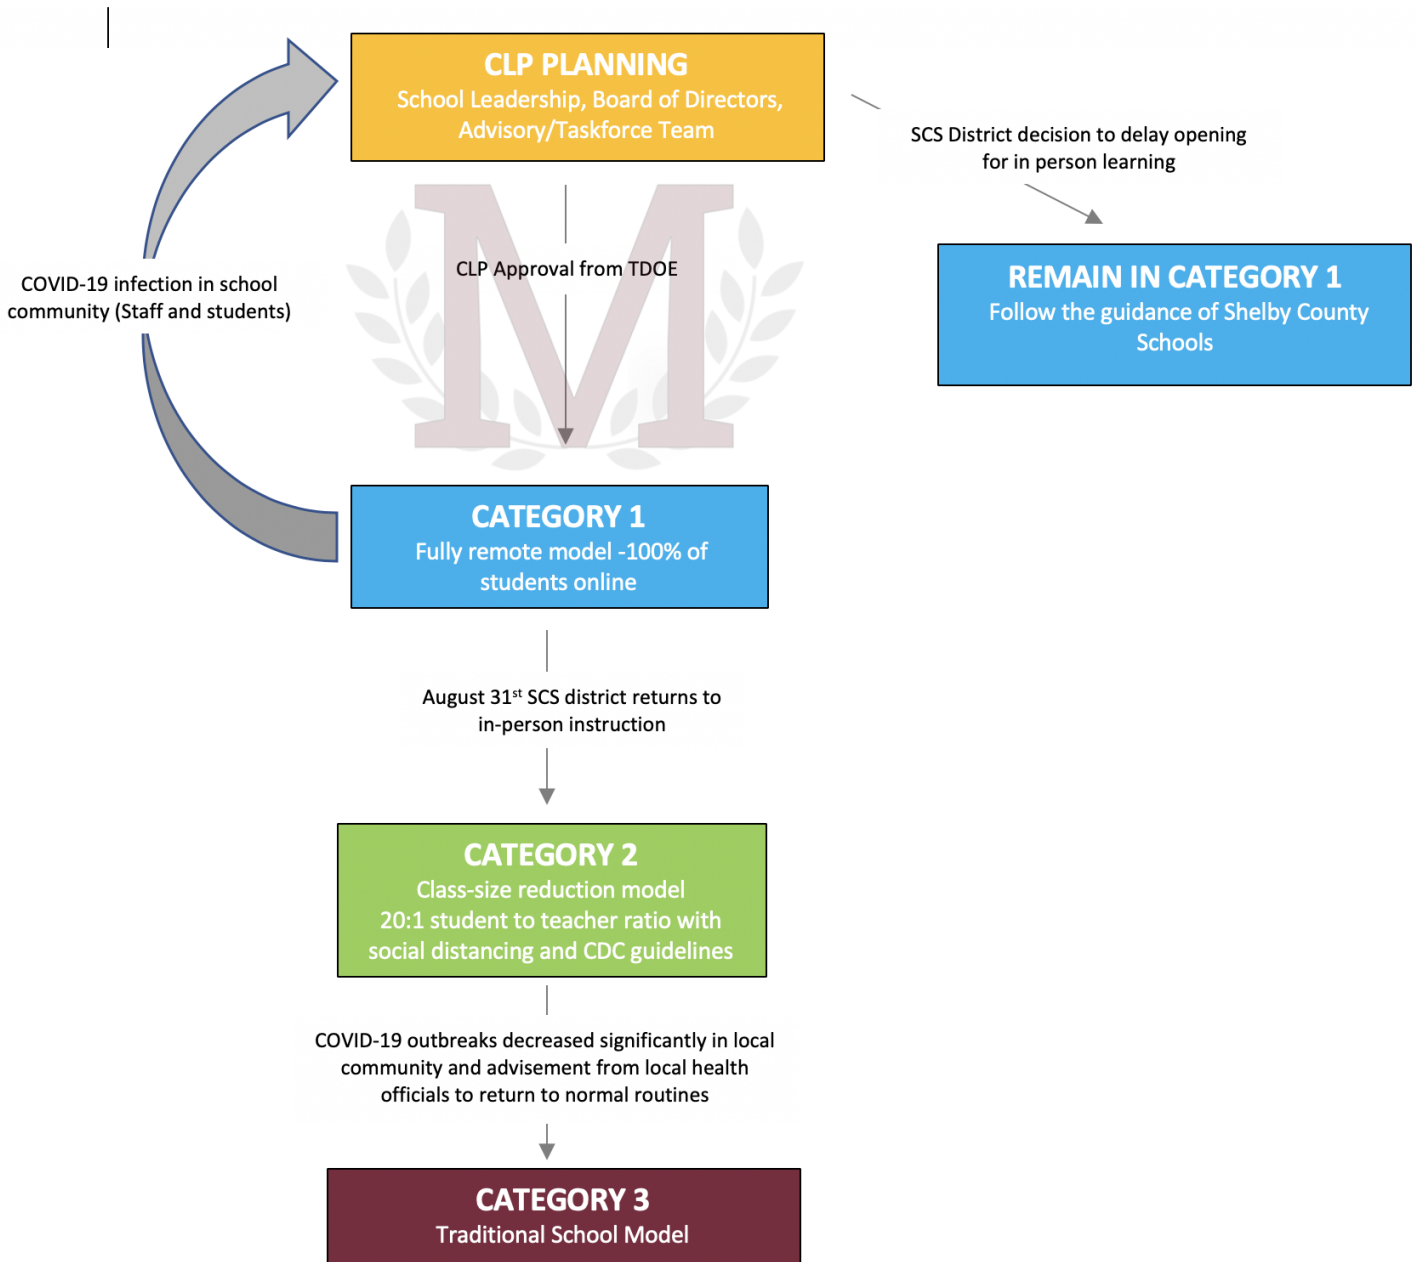 CLP PLANNING
School Leadership, Board of Directors,
Advisory/Taskforce Team
SCS District decision to delay opening
for in person learning
CLP Approval from TDOE
REMAIN IN CATEGORY 1
Follow the guidance of Shelby County
Schools
COVID-19 infection in school
community (Staff and students)
M
CATEGORY 1
Fully remote model -100% of
students online
August 31st SCS district returns to
in-person instruction
CATEGORY 2
Class-size reduction model
20:1 student to teacher ratio with
social distancing and CDC guidelines
COVID-19 outbreaks decreased significantly in local
community and advisement from local health
officials to return to normal routines
CATEGORY 3
Traditional School Model